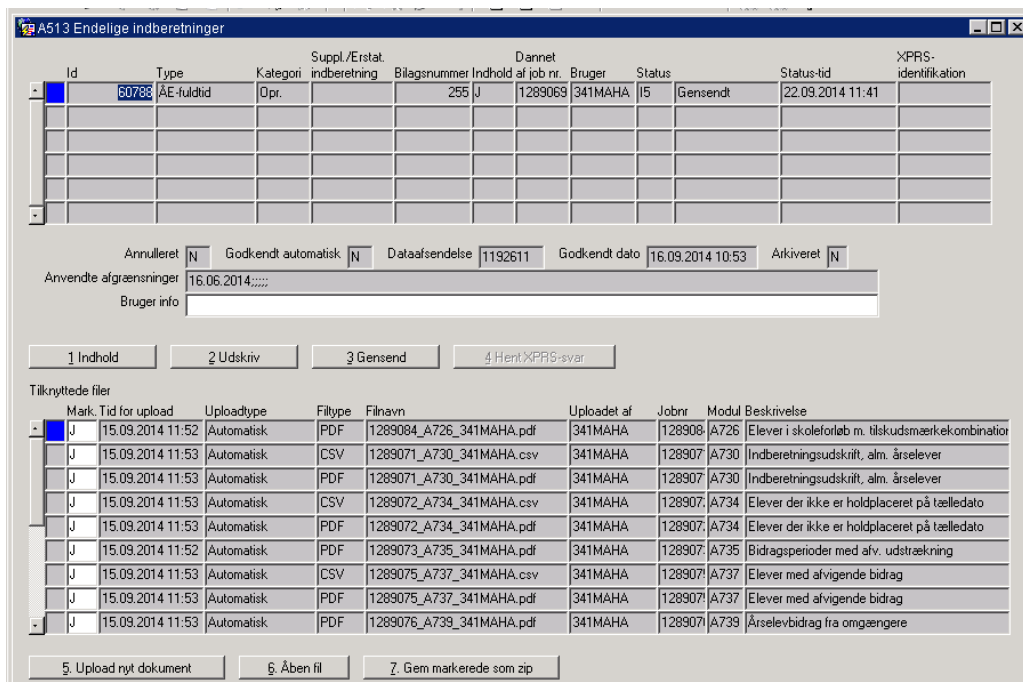 A513 Endelige indberetninger
Suppl./Erstat. Dannet XPRS-
Id Type Kategori indberetning Bilagsnummer Indhold af job nr. Bruger Status Status-tid identifikation
60788 ÅE-fuldtid Opr. 255 J 1289069 341MAHA I5 Gensendt 22.09.2014 11:41
Annulleret N Godkendt automatisk N Dataafsendelse 1192611 Godkendt dato 16.09.2014 10:53 Arkiveret N
Anvendte afgrænsninger 16.06.2014;;;;;
Bruger info
1 Indhold 2 Udskriv 3 Gensend 4 Hent XPRS-svar
Tilknyttede filer
Mark. Tid for upload Uploadtype Filtype Filnavn Uploadet af Jobnr Modul Beskrivelse
J 15.09.2014 11:52 Automatisk PDF 1289084_A726_341MAHA.pdf 341MAHA 128908 A726 Elever i skoleforløb m. tilskudsmærkekombination
J 15.09.2014 11:53 Automatisk CSV 1289071_A730_341MAHA.csv 341MAHA 128907 A730 Indberetningsudskrift, alm. årselever
J 15.09.2014 11:53 Automatisk PDF 1289071_A730_341MAHA.pdf 341MAHA 128907 A730 Indberetningsudskrift, alm. årselever
J 15.09.2014 11:53 Automatisk CSV 1289072_A734_341MAHA.csv 341MAHA 128907 A734 Elever der ikke er holdplaceret på tælledato
J 15.09.2014 11:53 Automatisk PDF 1289072_A734_341MAHA.pdf 341MAHA 128907 A734 Elever der ikke er holdplaceret på tælledato
J 15.09.2014 11:52 Automatisk PDF 1289073_A735_341MAHA.pdf 341MAHA 128907 A735 Bidragsperioder med afv. udstrækning
J 15.09.2014 11:53 Automatisk CSV 1289075_A737_341MAHA.csv 341MAHA 128907 A737 Elever med afvigende bidrag
J 15.09.2014 11:53 Automatisk PDF 1289075_A737_341MAHA.pdf 341MAHA 128907 A737 Elever med afvigende bidrag
J 15.09.2014 11:53 Automatisk PDF 1289076_A739_341MAHA.pdf 341MAHA 128907 A739 Årselevbidrag fra omgængere
5. Upload nyt dokument 6. Åben fil 7. Gem markerede som zip